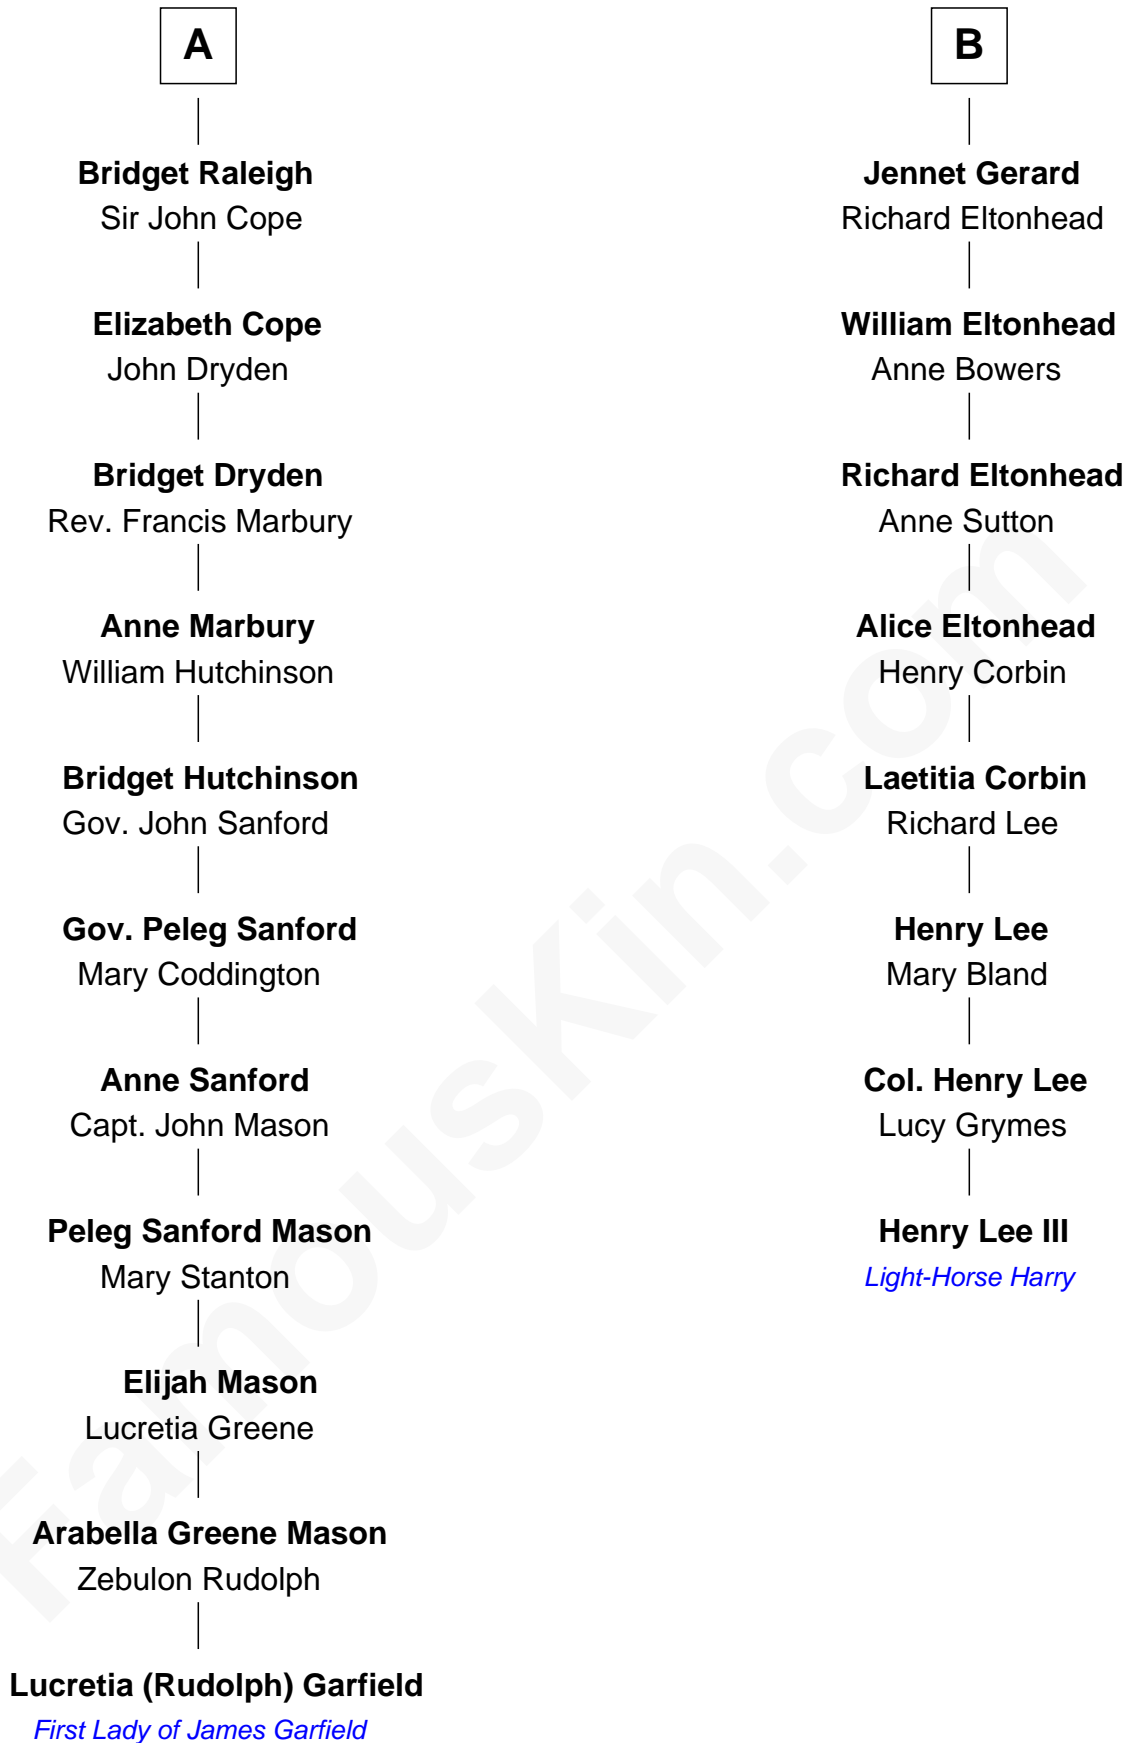 A
Bridget Raleigh
Sir John Cope
Elizabeth Cope
John Dryden
Bridget Dryden
Rev. Francis Marbury
Anne Marbury
William Hutchinson
Bridget Hutchinson
Gov. John Sanford
Gov. Peleg Sanford
Mary Coddington
Anne Sanford
Capt. John Mason
Peleg Sanford Mason
Mary Stanton
Elijah Mason
Lucretia Greene
Arabella Greene Mason
Zebulon Rudolph
Lucretia (Rudolph) Garfield
First Lady of James Garfield
B
Jennet Gerard
Richard Eltonhead
William Eltonhead
Anne Bowers
Richard Eltonhead
Anne Sutton
Alice Eltonhead
Henry Corbin
Laetitia Corbin
Richard Lee
Henry Lee
Mary Bland
Col. Henry Lee
Lucy Grymes
Henry Lee III
Light-Horse Harry
FamousKin.com